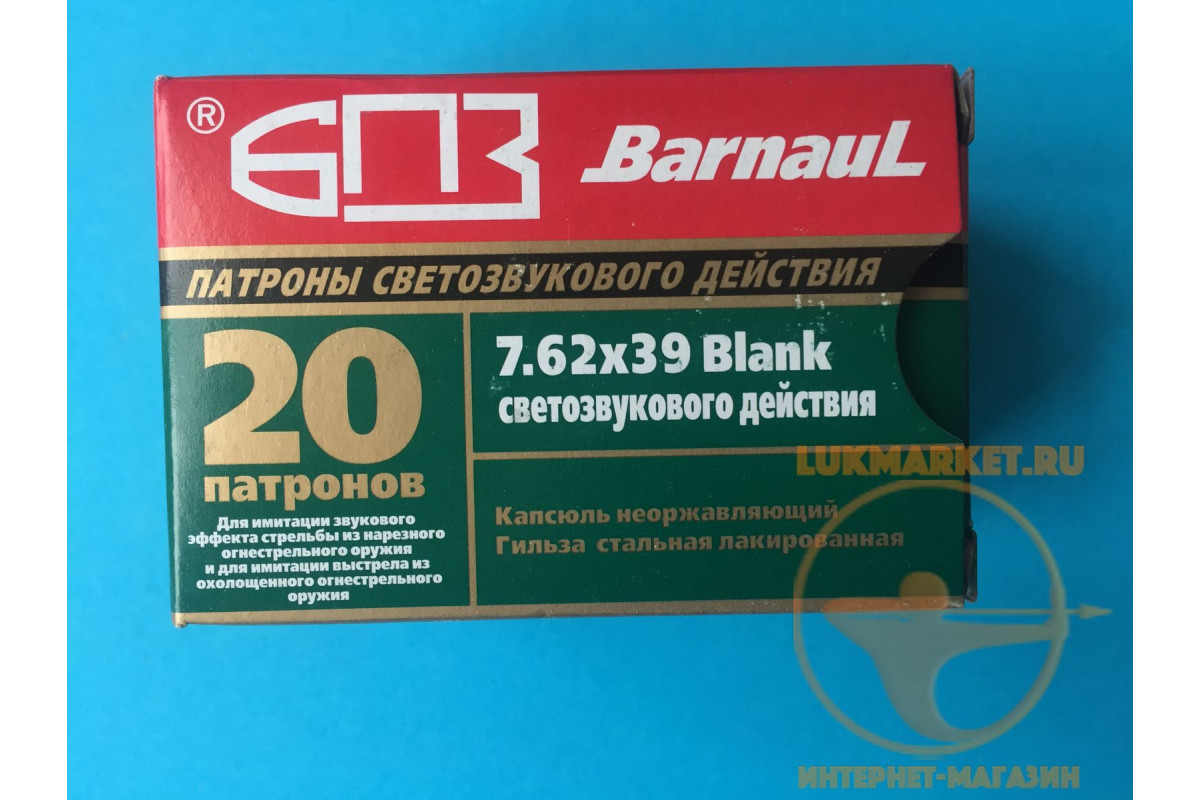 ® БПЗ Barnaul
ПАТРОНЫ СВЕТОЗВУКОВОГО ДЕЙСТВИЯ
20
патронов
Для имитации звукового
эффекта стрельбы из нарезного
огнестрельного оружия
и для имитации выстрела из
охолощенного огнестрельного
оружия
7.62x39 Blank
светозвукового действия
Капсюль неоржавляющий
Гильза стальная лакированная
LUKMARKET.RU
ИНТЕРНЕТ-МАГАЗИН